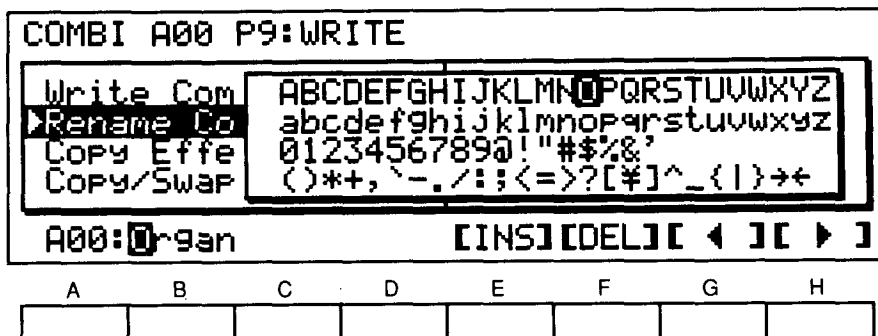 COMBI A00 P9:WRITE
Write Com
▶Rename Co
Copy Effe
Copy/Swap
ABCDEFGHIJKLMNOPQRSTUVWXYZ
abcdefghijklmnopqrstuvwxyz
0123456789@!"#$%&'
()*+,`-./:;<=>?[¥]^_{|}→←
A00:Organ [INS][DEL][ ◀ ][ ▶ ]
A B C D E F G H